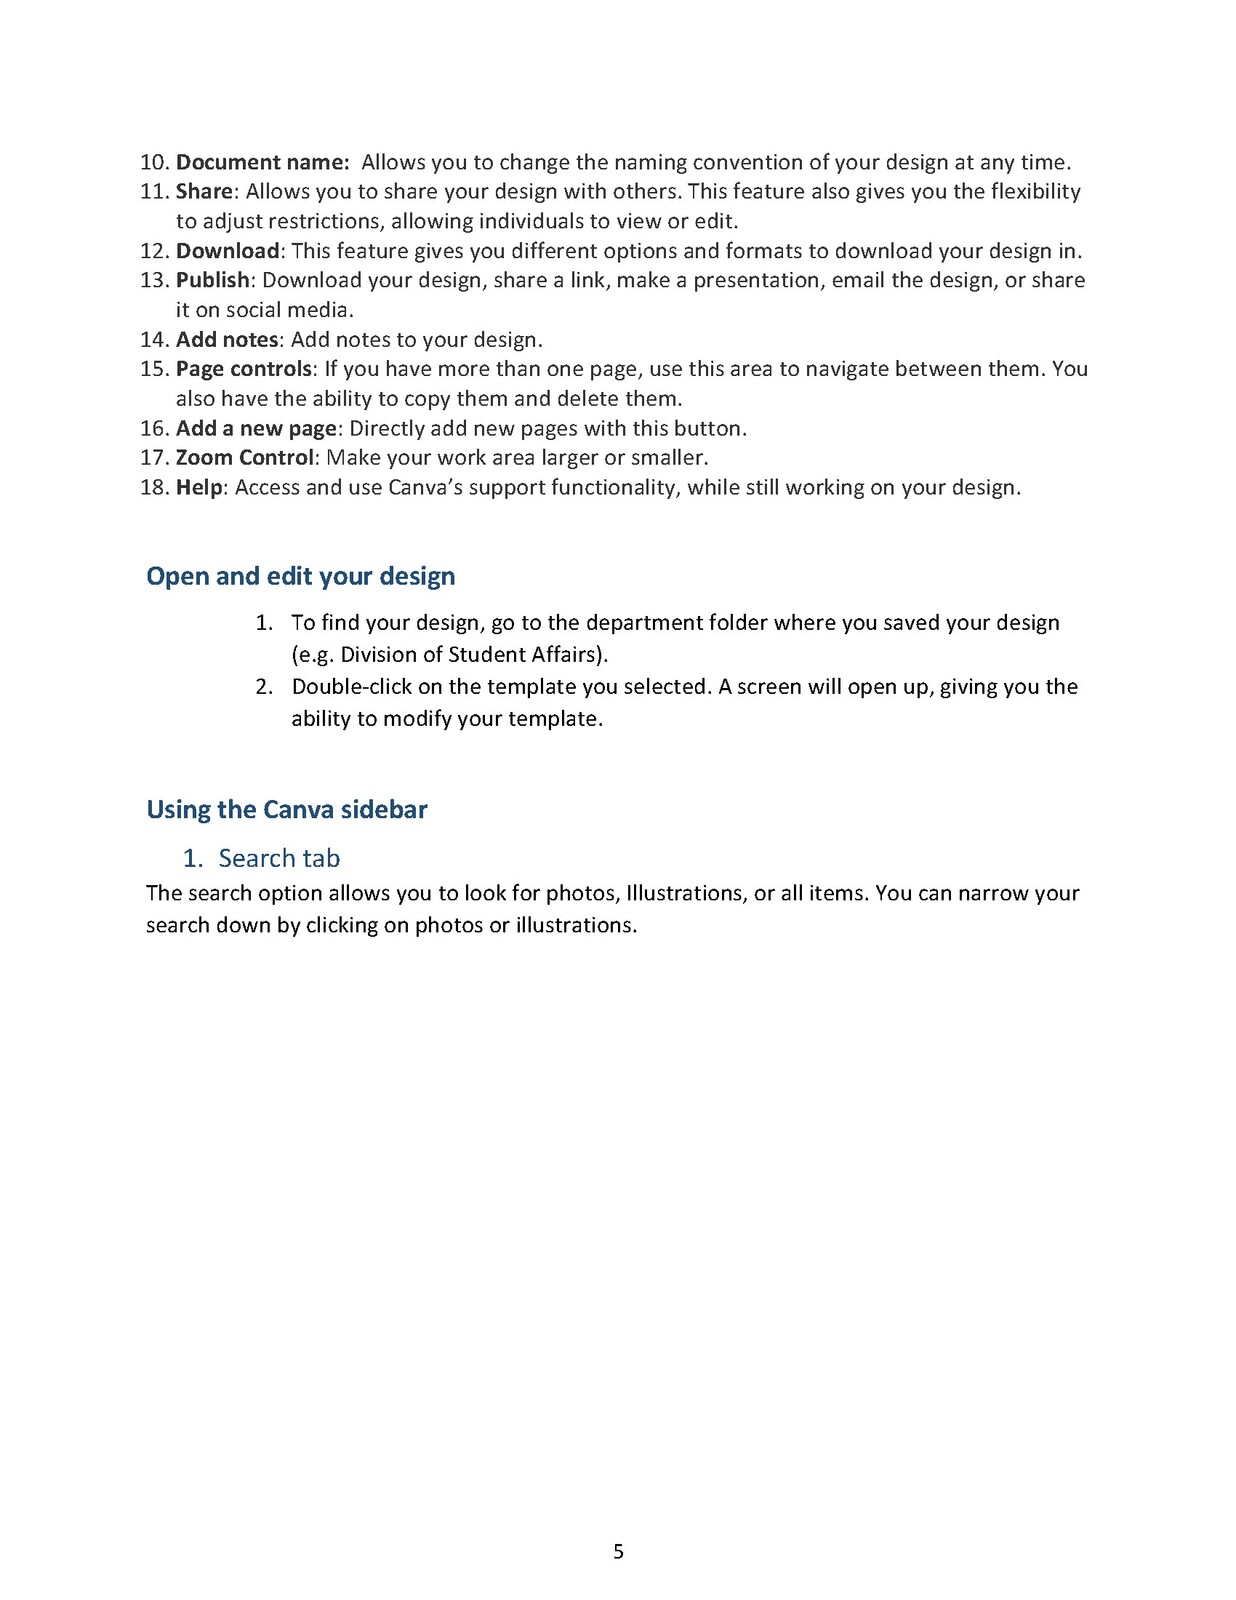 10. Document name:  Allows you to change the naming convention of your design at any time.
11. Share: Allows you to share your design with others. This feature also gives you the flexibility
to adjust restrictions, allowing individuals to view or edit.
12. Download: This feature gives you different options and formats to download your design in.
13. Publish: Download your design, share a link, make a presentation, email the design, or share
it on social media.
14. Add notes: Add notes to your design.
15. Page controls: If you have more than one page, use this area to navigate between them. You
also have the ability to copy them and delete them.
16. Add a new page: Directly add new pages with this button.
17. Zoom Control: Make your work area larger or smaller.
18. Help: Access and use Canva’s support functionality, while still working on your design.
Open and edit your design
1. To find your design, go to the department folder where you saved your design
(e.g. Division of Student Affairs).
2. Double-click on the template you selected. A screen will open up, giving you the
ability to modify your template.
Using the Canva sidebar
1. Search tab
The search option allows you to look for photos, Illustrations, or all items. You can narrow your
search down by clicking on photos or illustrations.
5